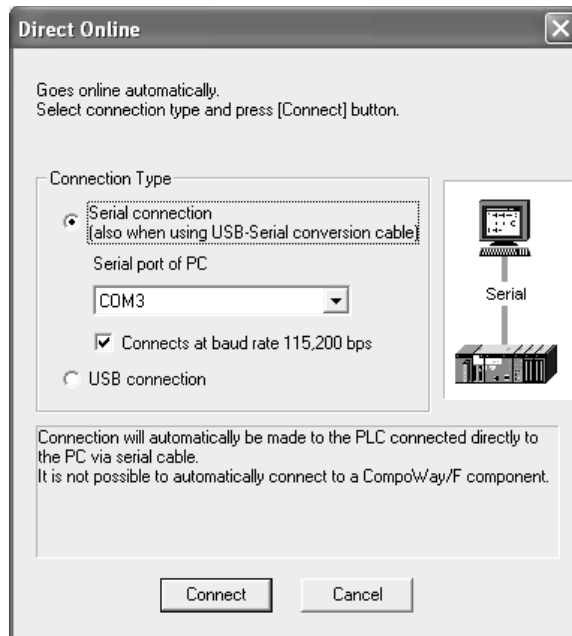 Direct Online
Goes online automatically.
Select connection type and press [Connect] button.
Connection Type
Serial connection
(also when using USB-Serial conversion cable)
Serial port of PC
COM3
Connects at baud rate 115,200 bps
USB connection
Serial
Connection will automatically be made to the PLC connected directly to
the PC via serial cable.
It is not possible to automatically connect to a CompoWay/F component.
Connect
Cancel